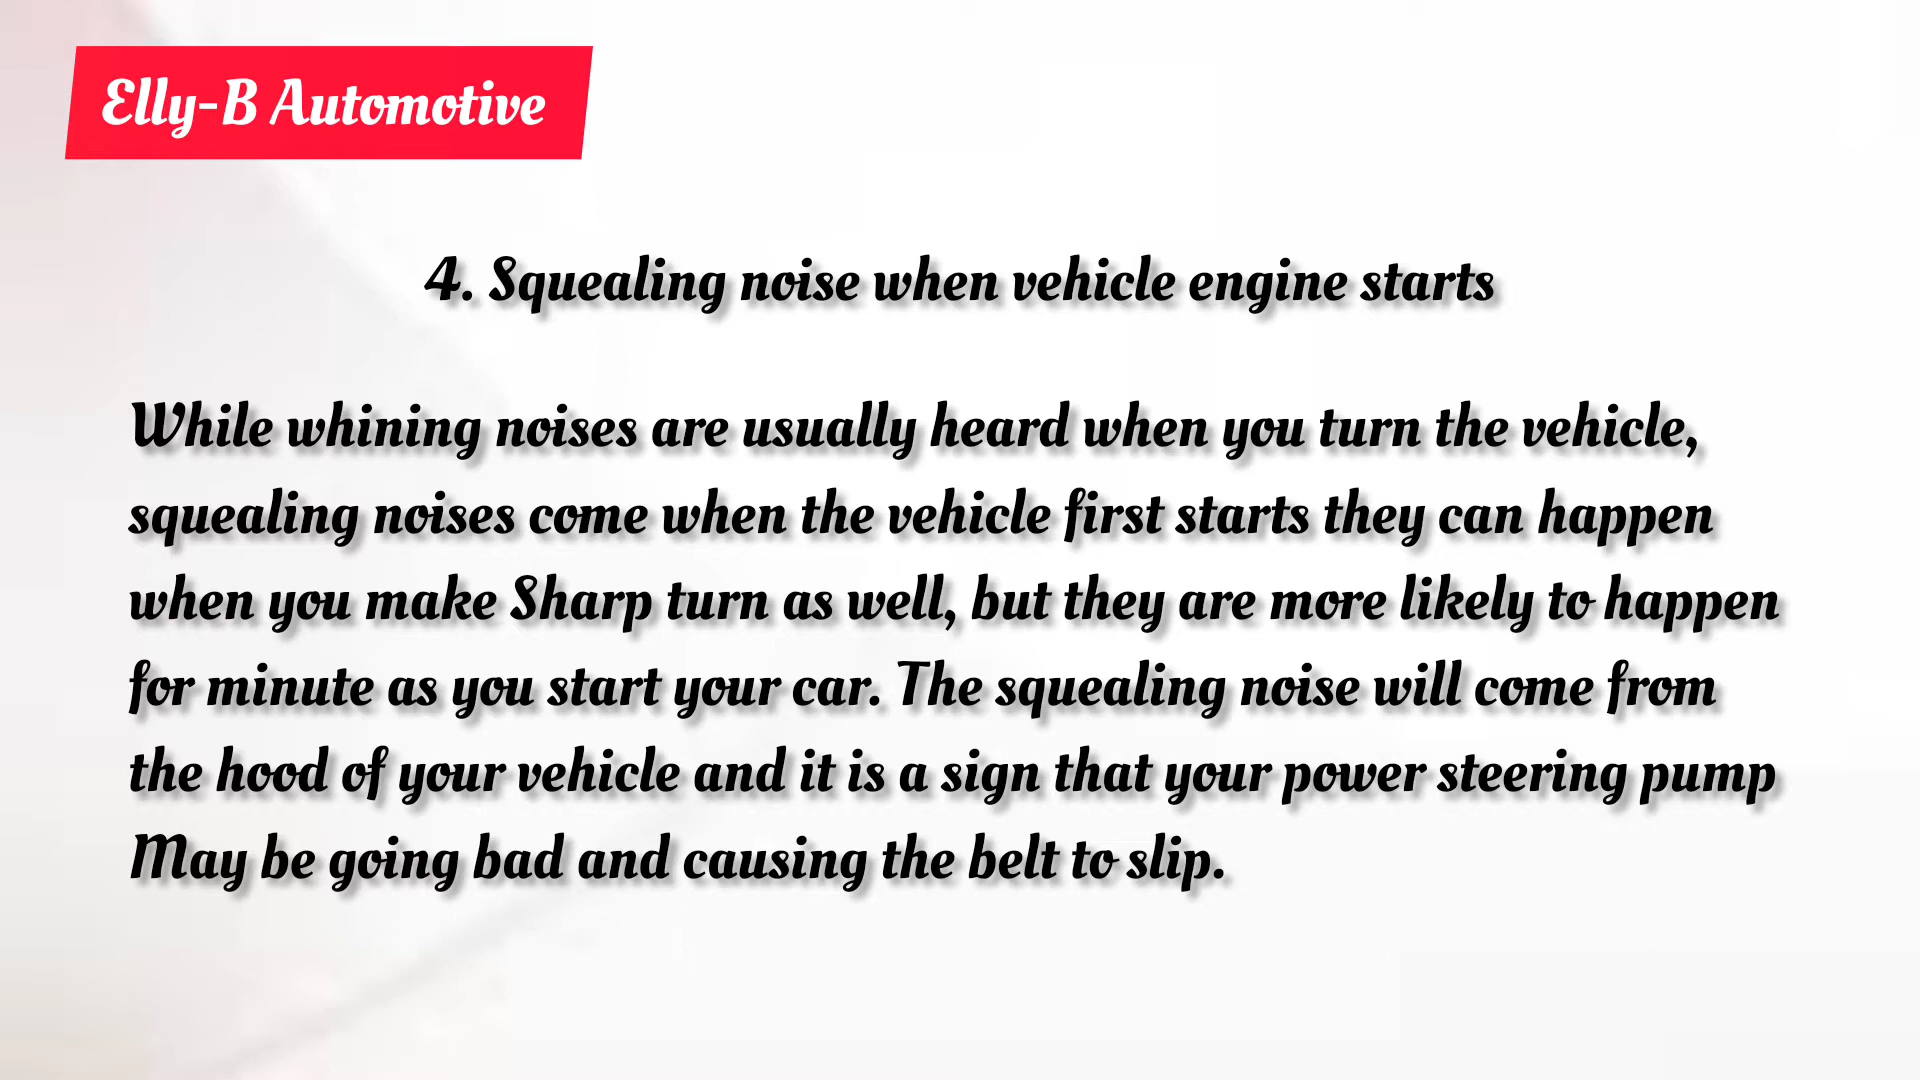 Elly-B Automotive
4. Squealing noise when vehicle engine starts
While whining noises are usually heard when you turn the vehicle,
squealing noises come when the vehicle first starts they can happen
when you make Sharp turn as well, but they are more likely to happen
for minute as you start your car. The squealing noise will come from
the hood of your vehicle and it is a sign that your power steering pump
May be going bad and causing the belt to slip.